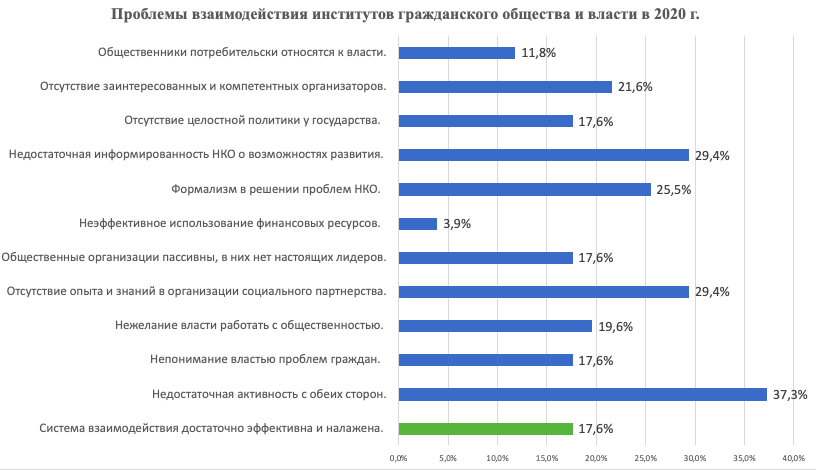 Проблемы взаимодействия институтов гражданского общества и власти в 2020 г.
Общественники потребительски относятся к власти. 11,8%
Отсутствие заинтересованных и компетентных организаторов. 21,6%
Отсутствие целостной политики у государства. 17,6%
Недостаточная информированность НКО о возможностях развития. 29,4%
Формализм в решении проблем НКО. 25,5%
Неэффективное использование финансовых ресурсов. 3,9%
Общественные организации пассивны, в них нет настоящих лидеров. 17,6%
Отсутствие опыта и знаний в организации социального партнерства. 29,4%
Нежелание власти работать с общественностью. 19,6%
Непонимание властью проблем граждан. 17,6%
Недостаточная активность с обеих сторон. 37,3%
Система взаимодействия достаточно эффективна и налажена. 17,6%
0,0% 5,0% 10,0% 15,0% 20,0% 25,0% 30,0% 35,0% 40,0%